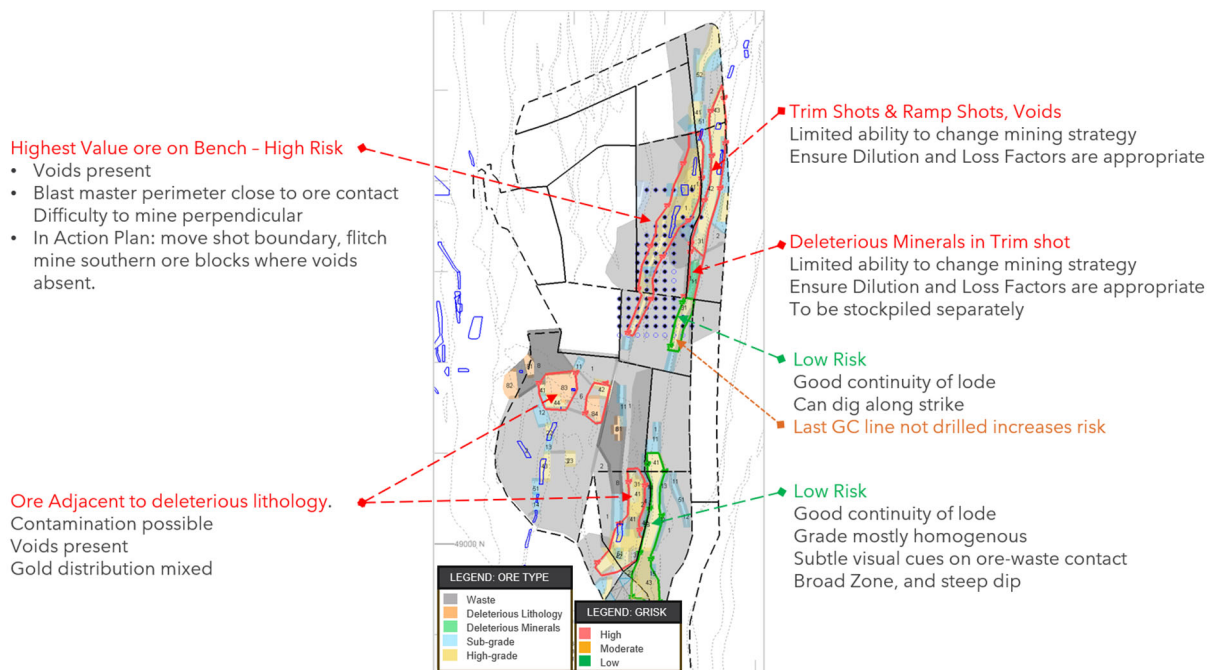 Highest Value ore on Bench – High Risk
• Voids present
• Blast master perimeter close to ore contact
Difficulty to mine perpendicular
• In Action Plan: move shot boundary, flitch
mine southern ore blocks where voids
absent.
Ore Adjacent to deleterious lithology.
Contamination possible
Voids present
Gold distribution mixed
Trim Shots & Ramp Shots, Voids
Limited ability to change mining strategy
Ensure Dilution and Loss Factors are appropriate
Deleterious Minerals in Trim shot
Limited ability to change mining strategy
Ensure Dilution and Loss Factors are appropriate
To be stockpiled separately
Low Risk
Good continuity of lode
Can dig along strike
Last GC line not drilled increases risk
Low Risk
Good continuity of lode
Grade mostly homogenous
Subtle visual cues on ore-waste contact
Broad Zone, and steep dip
49000 N
LEGEND: ORE TYPE
Waste
Deleterious Lithology
Deleterious Minerals
Sub-grade
High-grade
LEGEND: GRISK
High
Moderate
Low